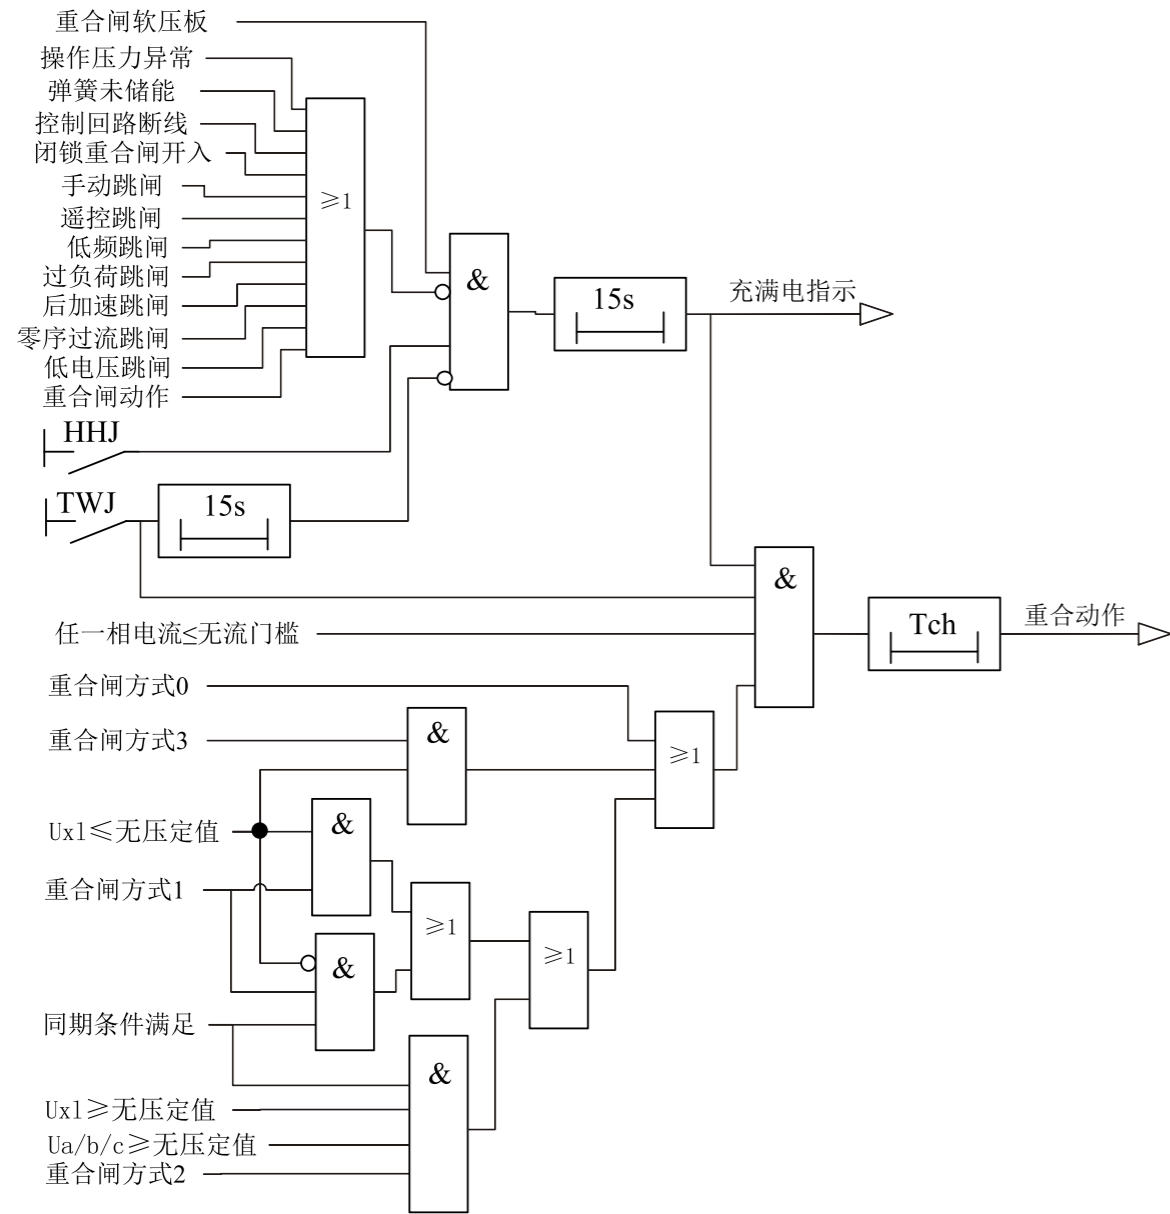 重合闸软压板
操作压力异常
弹簧未储能
控制回路断线
闭锁重合闸开入
手动跳闸
≥1
遥控跳闸
低频跳闸
过负荷跳闸
&
后加速跳闸
15s
充满电指示
零序过流跳闸
低电压跳闸
重合闸动作
HHJ
TWJ
15s
&
任一相电流≤无流门槛
Tch
重合动作
重合闸方式0
重合闸方式3
&
≥1
Ux1≤无压定值
&
重合闸方式1
≥1
&
≥1
同期条件满足
&
Ux1≥无压定值
Ua/b/c≥无压定值
重合闸方式2